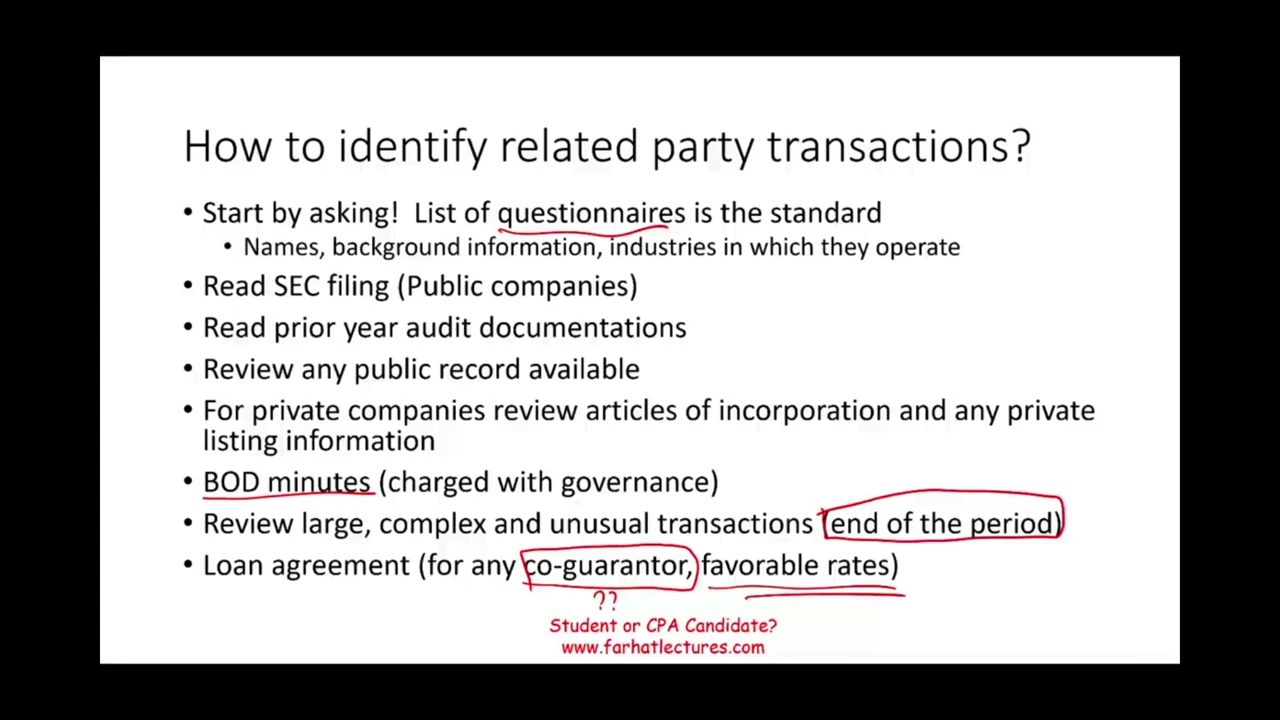 How to identify related party transactions?
• Start by asking! List of questionnaires is the standard
• Names, background information, industries in which they operate
• Read SEC filing (Public companies)
• Read prior year audit documentations
• Review any public record available
• For private companies review articles of incorporation and any private
listing information
• BOD minutes (charged with governance)
• Review large, complex and unusual transactions (end of the period)
• Loan agreement (for any co-guarantor, favorable rates)
??
Student or CPA Candidate?
www.farhatlectures.com